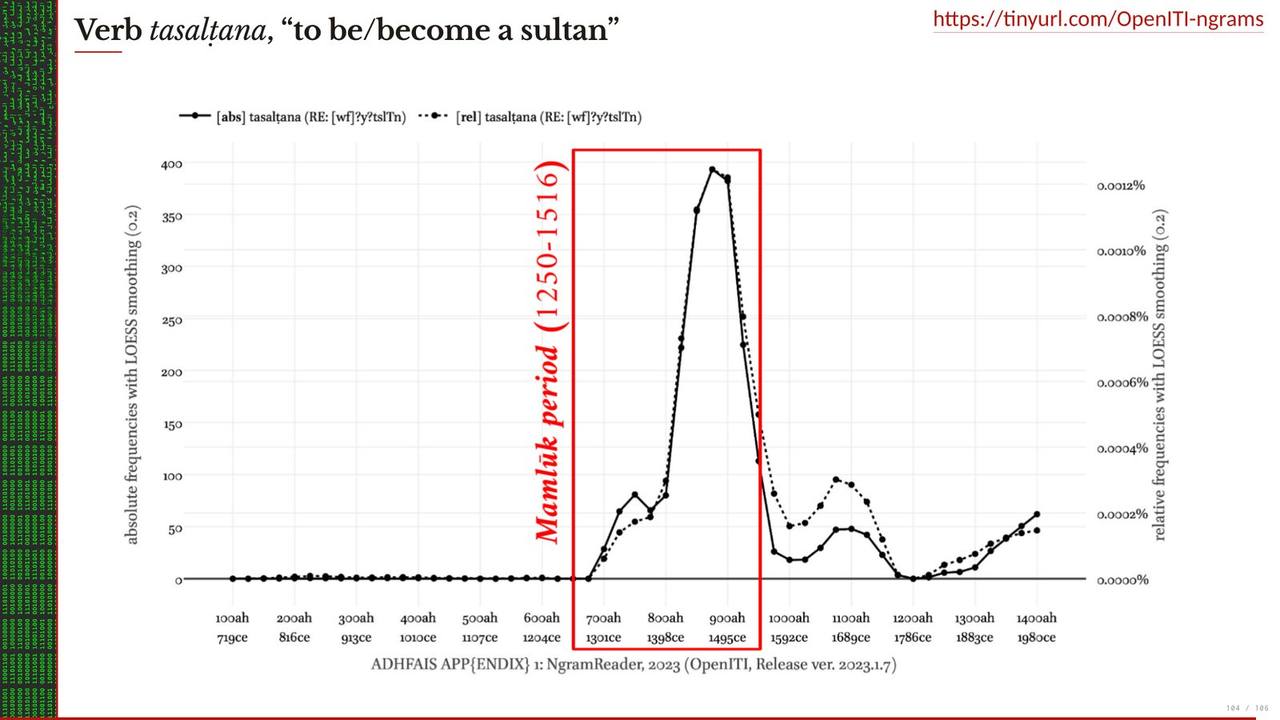 Verb tasalṭana, “to be/become a sultan”
https://tinyurl.com/OpenITI-ngrams
[abs] tasalṭana (RE: [wf]?y?tslTn)
[rel] tasalṭana (RE: [wf]?y?tslTn)
absolute frequencies with LOESS smoothing (0.2)
400
350
300
250
200
150
100
50
0
Mamlūk period (1250-1516)
0.0012%
0.0010%
0.0008%
0.0006%
0.0004%
0.0002%
0.0000%
relative frequencies with LOESS smoothing (0.2)
100ah 200ah 300ah 400ah 500ah 600ah 700ah 800ah 900ah 1000ah 1100ah 1200ah 1300ah 1400ah
719ce 816ce 913ce 1010ce 1107ce 1204ce 1301ce 1398ce 1495ce 1592ce 1689ce 1786ce 1883ce 1980ce
ADHFAIS APP{ENDIX} 1: NgramReader, 2023 (OpenITI, Release ver. 2023.1.7)
104 / 106